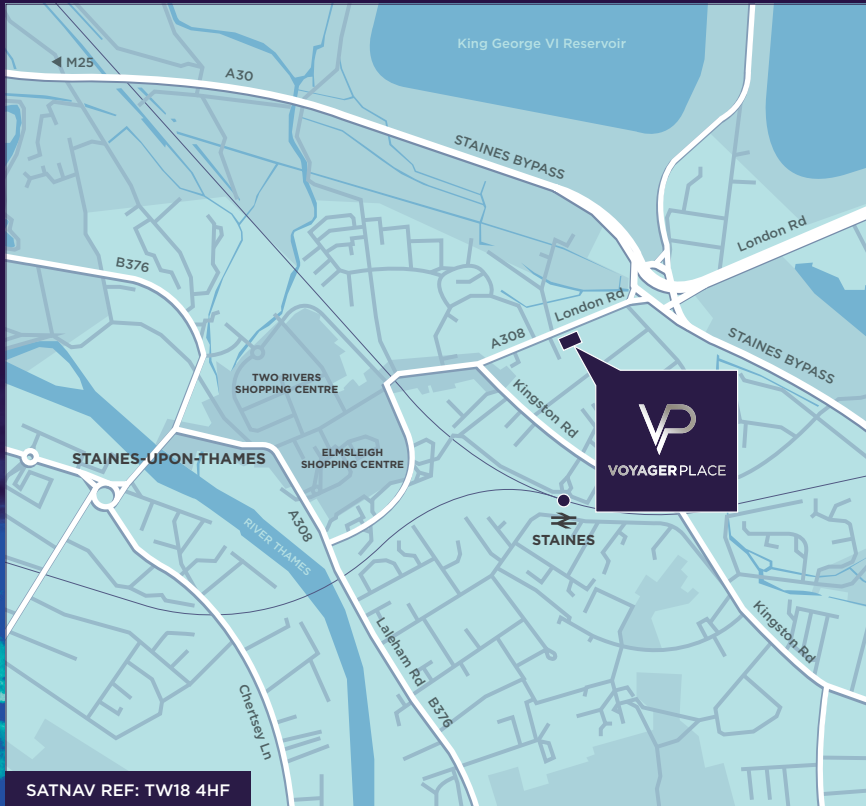 King George VI Reservoir
◀ M25
A30
STAINES BYPASS
London Rd
B376
London Rd
A308
STAINES BYPASS
TWO RIVERS
SHOPPING CENTRE
Kingston Rd
VP
VOYAGERPLACE
STAINES-UPON-THAMES
ELMSLEIGH
SHOPPING CENTRE
A308
RIVER THAMES
STAINES
Laleham Rd
Kingston Rd
Chertsey Ln
B376
SATNAV REF: TW18 4HF